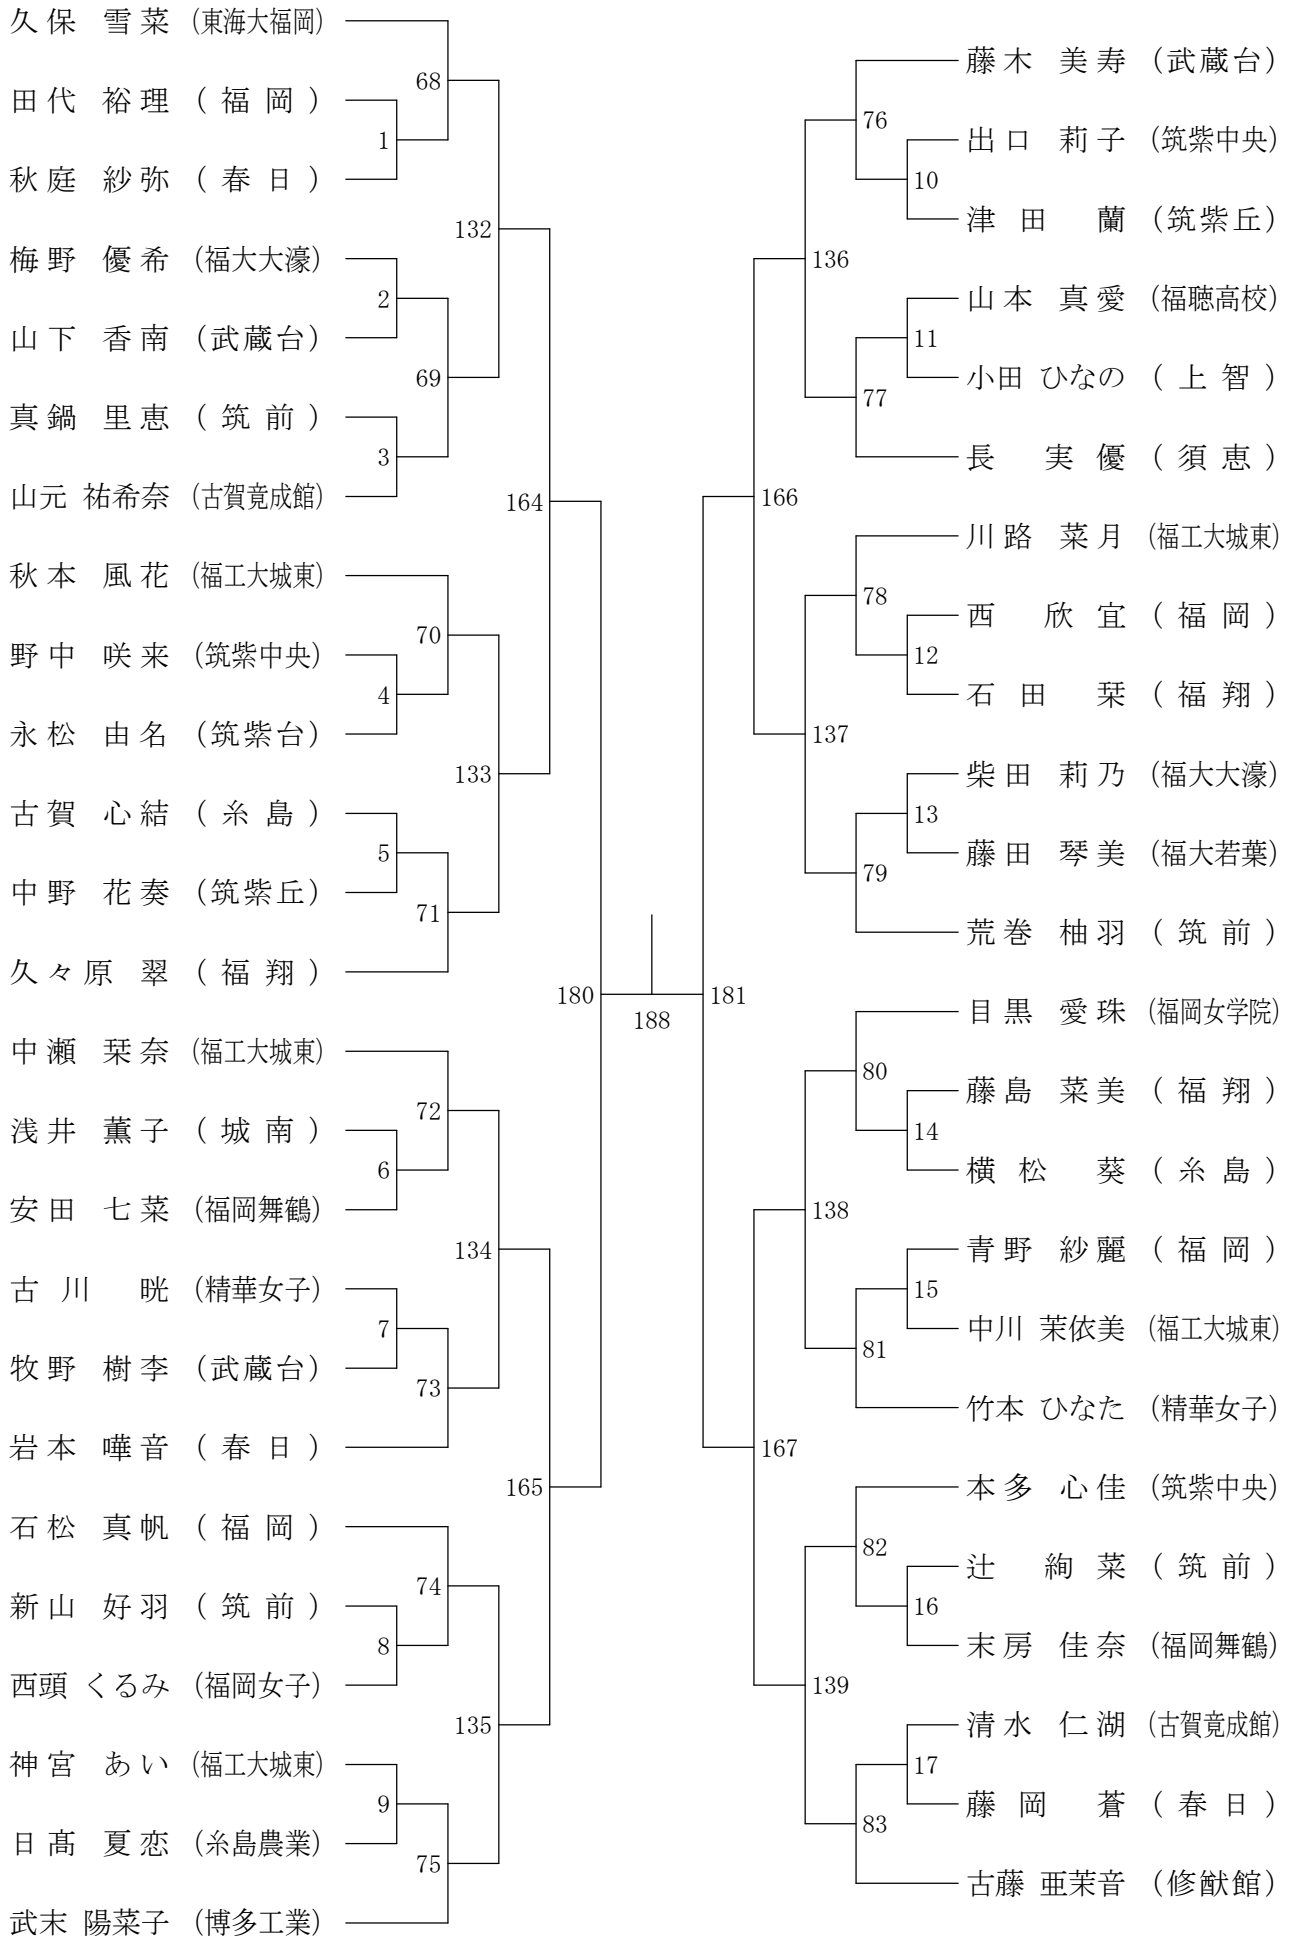 久保 雪菜 (東海大福岡)
田代 裕理 (福岡)
秋庭 紗弥 (春日)
梅野 優希 (福大大濠)
山下 香南 (武蔵台)
真鍋 里恵 (筑前)
山元 祐希奈 (古賀竟成館)
秋本 風花 (福工大城東)
野中 咲来 (筑紫中央)
永松 由名 (筑紫台)
古賀 心結 (糸島)
中野 花奏 (筑紫丘)
久々原 翠 (福翔)
中瀬 栞奈 (福工大城東)
浅井 薫子 (城南)
安田 七菜 (福岡舞鶴)
古川 晄 (精華女子)
牧野 樹李 (武蔵台)
岩本 嘩音 (春日)
石松 真帆 (福岡)
新山 好羽 (筑前)
西頭 くるみ (福岡女子)
神宮 あい (福工大城東)
日髙 夏恋 (糸島農業)
武末 陽菜子 (博多工業)
1
2
3
4
5
6
7
8
9
68
69
70
71
72
73
74
75
132
133
134
135
164
165
180
188
181
166
167
136
137
138
139
76
77
78
79
80
81
82
83
10
11
12
13
14
15
16
17
藤木 美寿 (武蔵台)
出口 莉子 (筑紫中央)
津田 蘭 (筑紫丘)
山本 真愛 (福聴高校)
小田 ひなの (上智)
長 実優 (須恵)
川路 菜月 (福工大城東)
西 欣宜 (福岡)
石田 栞 (福翔)
柴田 莉乃 (福大大濠)
藤田 琴美 (福大若葉)
荒巻 柚羽 (筑前)
目黒 愛珠 (福岡女学院)
藤島 菜美 (福翔)
横松 葵 (糸島)
青野 紗麗 (福岡)
中川 茉依美 (福工大城東)
竹本 ひなた (精華女子)
本多 心佳 (筑紫中央)
辻 絢菜 (筑前)
末房 佳奈 (福岡舞鶴)
清水 仁湖 (古賀竟成館)
藤岡 蒼 (春日)
古藤 亜茉音 (修猷館)